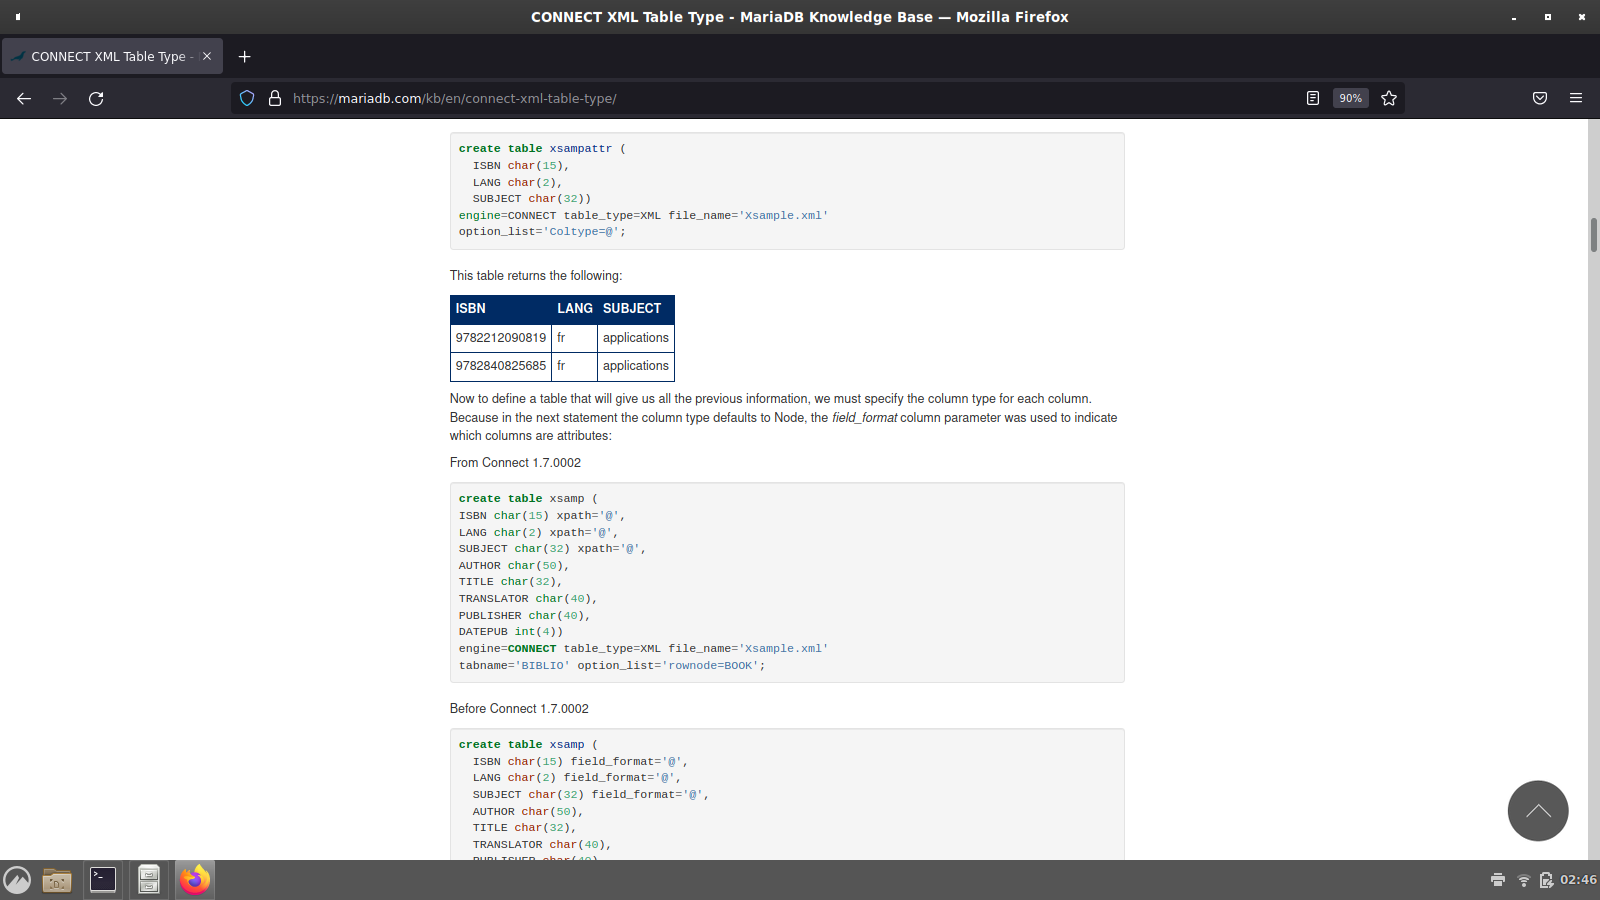 CONNECT XML Table Type - MariaDB Knowledge Base — Mozilla Firefox
CONNECT XML Table Type -
https://mariadb.com/kb/en/connect-xml-table-type/
90%
create table xsampattr (
ISBN char(15),
LANG char(2),
SUBJECT char(32))
engine=CONNECT table_type=XML file_name='Xsample.xml'
option_list='Coltype=@';
This table returns the following:
ISBN LANG SUBJECT
9782212090819 fr applications
9782840825685 fr applications
Now to define a table that will give us all the previous information, we must specify the column type for each column.
Because in the next statement the column type defaults to Node, the field_format column parameter was used to indicate
which columns are attributes:
From Connect 1.7.0002
create table xsamp (
ISBN char(15) xpath='@',
LANG char(2) xpath='@',
SUBJECT char(32) xpath='@',
AUTHOR char(50),
TITLE char(32),
TRANSLATOR char(40),
PUBLISHER char(40),
DATEPUB int(4))
engine=CONNECT table_type=XML file_name='Xsample.xml'
tabname='BIBLIO' option_list='rownode=BOOK';
Before Connect 1.7.0002
create table xsamp (
ISBN char(15) field_format='@',
LANG char(2) field_format='@',
SUBJECT char(32) field_format='@',
AUTHOR char(50),
TITLE char(32),
TRANSLATOR char(40),
PUBLISHER char(40),
02:46